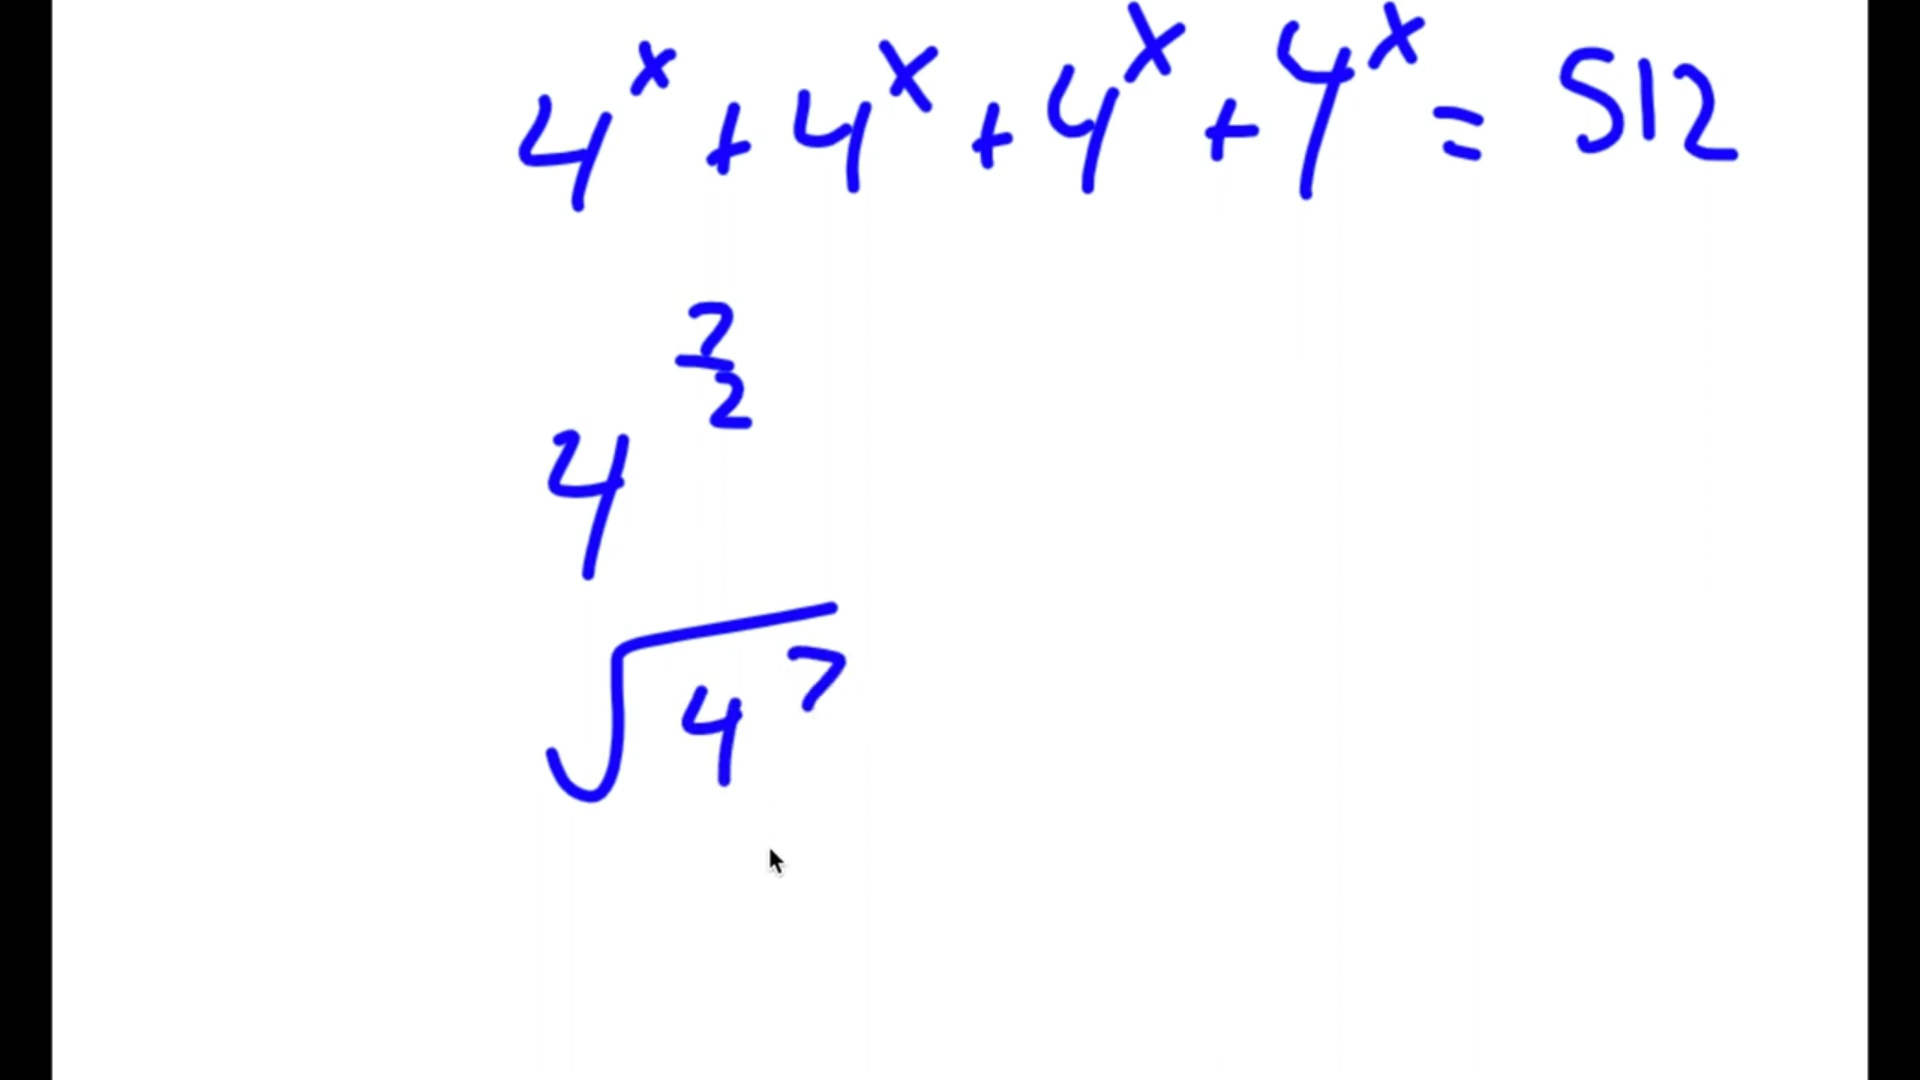 4^x + 4^x + 4^x + 4^x = 512
4^(7/2)
√(4^7)